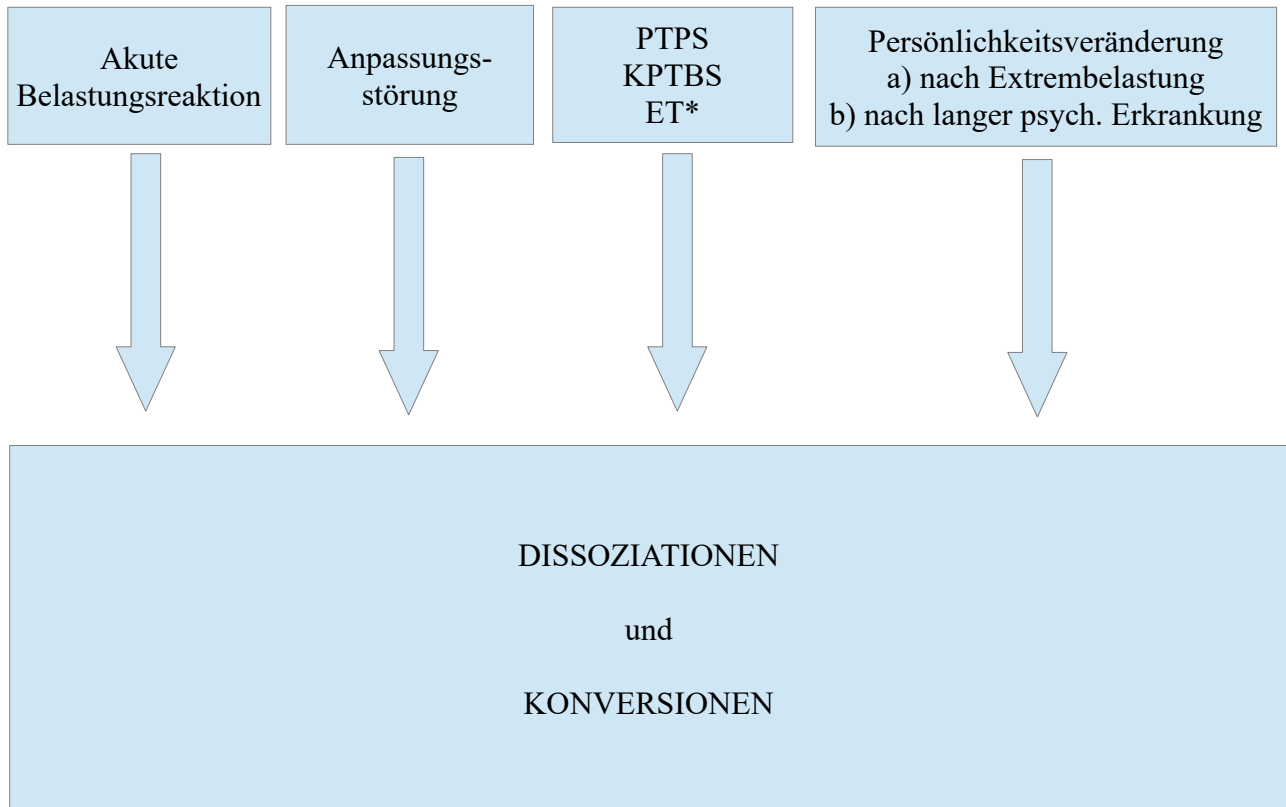 Akute
Belastungsreaktion
Anpassungs-
störung
PTPS
KPTBS
ET*
Persönlichkeitsveränderung
a) nach Extrembelastung
b) nach langer psych. Erkrankung
DISSOZIATIONEN
und
KONVERSIONEN